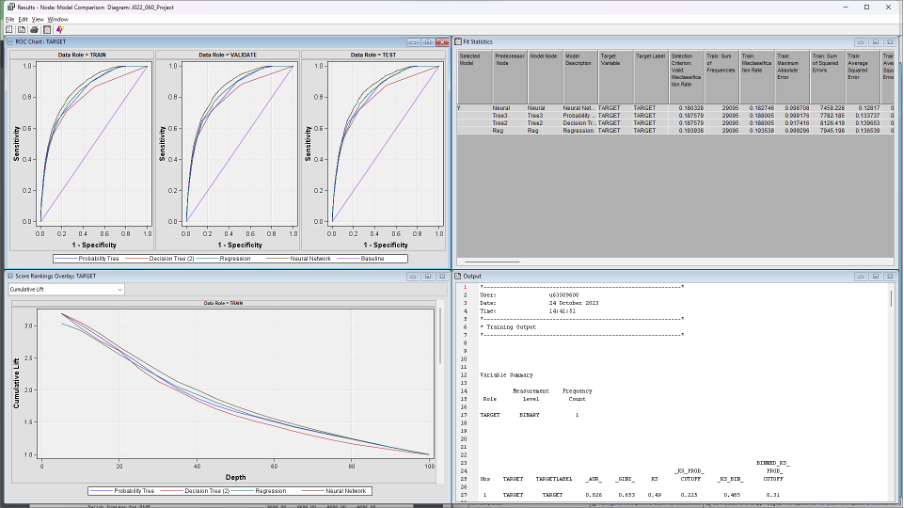 Results - Node: Model Comparison Diagram: J022_060_Project
File Edit View Window
ROC Chart : TARGET
Data Role = TRAIN Data Role = VALIDATE Data Role = TEST
Sensitivity Sensitivity Sensitivity
1.0 1.0 1.0
0.8 0.8 0.8
0.6 0.6 0.6
0.4 0.4 0.4
0.2 0.2 0.2
0.0 0.0 0.0
0.0 0.2 0.4 0.6 0.8 1.0 0.0 0.2 0.4 0.6 0.8 1.0 0.0 0.2 0.4 0.6 0.8 1.0
1 - Specificity 1 - Specificity 1 - Specificity
Probability Tree Decision Tree (2) Regression Neural Network Baseline
Fit Statistics
Selected Predecessor Model Node Model Target Target Label Selection Train: Sum Train: Train: Train: Sum Train: Train:
Model Node Description Variable Criterion: of Misclassifica Maximum of Squared Average
Valid: Frequencies tion Rate Absolute Errors Squared
Misclassifica Error Error
tion Rate
Y Neural Neural Neural Net... TARGET TARGET 0.180328 29095 0.182746 0.998708 7458.228 0.12817
Tree3 Tree3 Probability ... TARGET TARGET 0.187579 29095 0.188005 0.999176 7782.185 0.133737
Tree2 Tree2 Decision Tr... TARGET TARGET 0.187579 29095 0.188005 0.917416 8126.419 0.139653
Reg Reg Regression TARGET TARGET 0.193938 29095 0.193538 0.999296 7945.198 0.136539
Score Rankings Overlay: TARGET
Cumulative Lift
Data Role = TRAIN
Cumulative Lift
3.0
2.5
2.0
1.5
1.0
0 20 40 60 80 100
Depth
Probability Tree Decision Tree (2) Regression Neural Network
Output
1 *------------------------------------------------------------*
2 User: u63509600
3 Date: 24 October 2023
4 Time: 14:41:51
5 *------------------------------------------------------------*
6 * Training Output
7 *------------------------------------------------------------*
8
9
10
11
12 Variable Summary
13
14 Measurement Frequency
15 Role Level Count
16
17 TARGET BINARY 1
18
19
20
21
22
23 BINNED_KS_
24 _KS_PROB_ PROB_
25 Obs TARGET TARGETLABEL _AUR_ _GINI_ KS CUTOFF _KS_BIN_ CUTOFF
26
27 1 TARGET TARGET 0.826 0.653 0.49 0.225 0.485 0.31